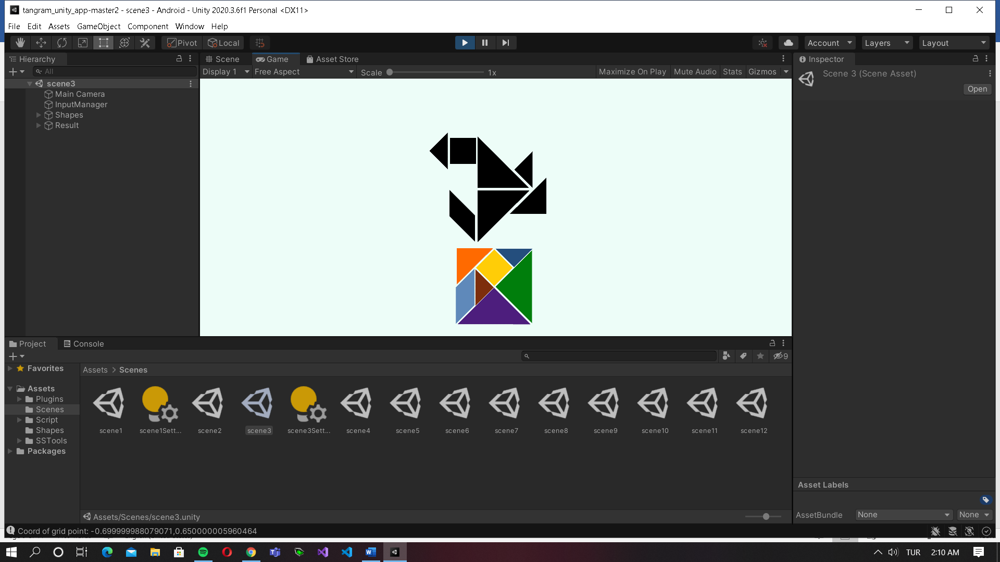 tangram_unity_app-master2 - scene3 - Android - Unity 2020.3.6f1 Personal <DX11>
File Edit Assets GameObject Component Window Help
Pivot Local Account Layers Layout
Hierarchy
All
scene3
Main Camera
InputManager
Shapes
Result
Scene Game Asset Store
Display 1 Free Aspect Scale 1x Maximize On Play Mute Audio Stats Gizmos
Inspector
Scene 3 (Scene Asset)
Open
Project Console
9
Favorites
Assets
Plugins
Scenes
Script
Shapes
SSTools
Packages
Assets > Scenes
scene1 scene1Sett... scene2 scene3 scene3Sett... scene4 scene5 scene6 scene7 scene8 scene9 scene10 scene11 scene12
Assets/Scenes/scene3.unity
Asset Labels
AssetBundle None None
Coord of grid point: -0.699999988079071,0.650000005960464
TUR 2:10 AM